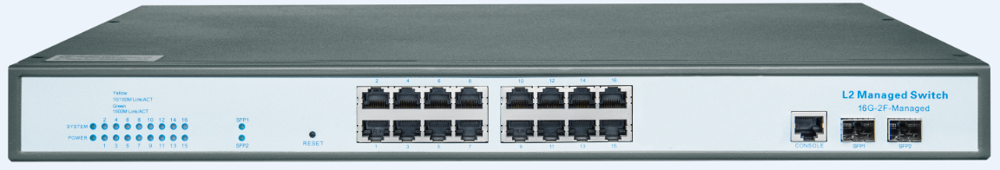 Yellow
10/100M Link/ACT
Green
1000M Link/ACT
2 4 6 8 10 12 14 16
SYSTEM
POWER
1 3 5 7 9 11 13 15
SFP1
SFP2
RESET
2 4 6 8
1 3 5 7
10 12 14 16
9 11 13 15
CONSOLE
L2 Managed Switch
16G-2F-Managed
SFP1 SFP2